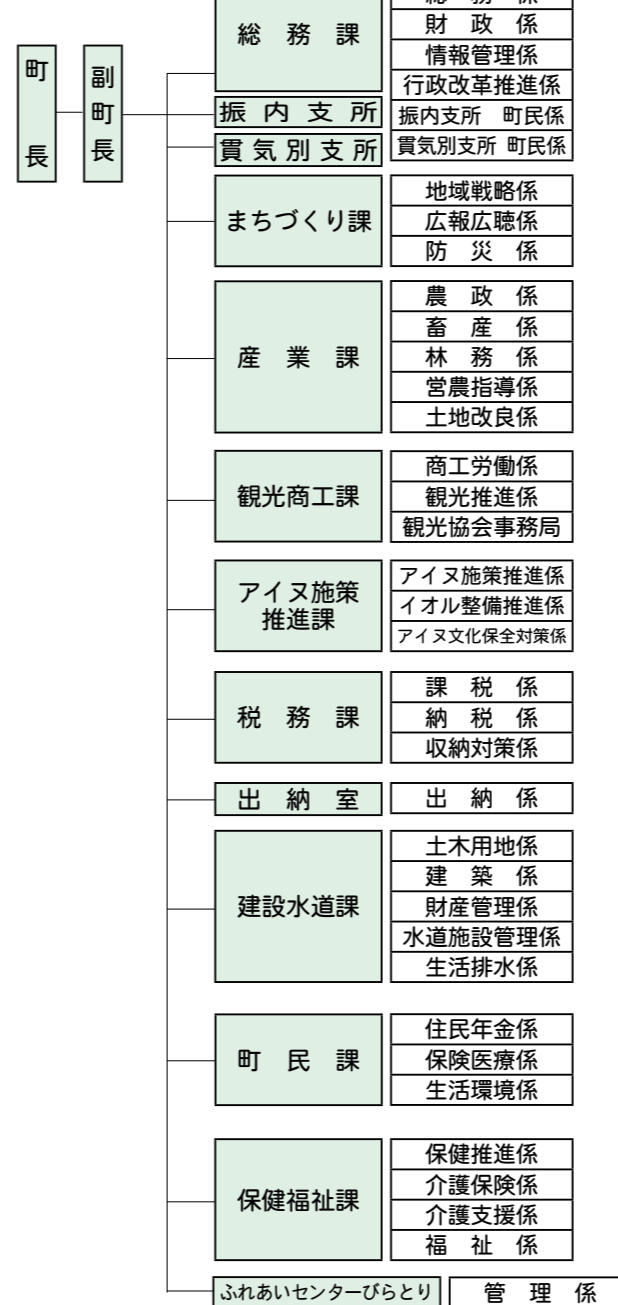 町長
副町長
総務課
総務係
財政係
情報管理係
行政改革推進係
振内支所
振内支所 町民係
貫気別支所
貫気別支所 町民係
まちづくり課
地域戦略係
広報広聴係
防災係
産業課
農政係
畜産係
林務係
営農指導係
土地改良係
観光商工課
商工労働係
観光推進係
観光協会事務局
アイヌ施策
推進課
アイヌ施策推進係
イオル整備推進係
アイヌ文化保全対策係
税務課
課税係
納税係
収納対策係
出納室
出納係
建設水道課
土木用地係
建築係
財産管理係
水道施設管理係
生活排水係
町民課
住民年金係
保険医療係
生活環境係
保健福祉課
保健推進係
介護保険係
介護支援係
福祉係
ふれあいセンターびらとり
管理係